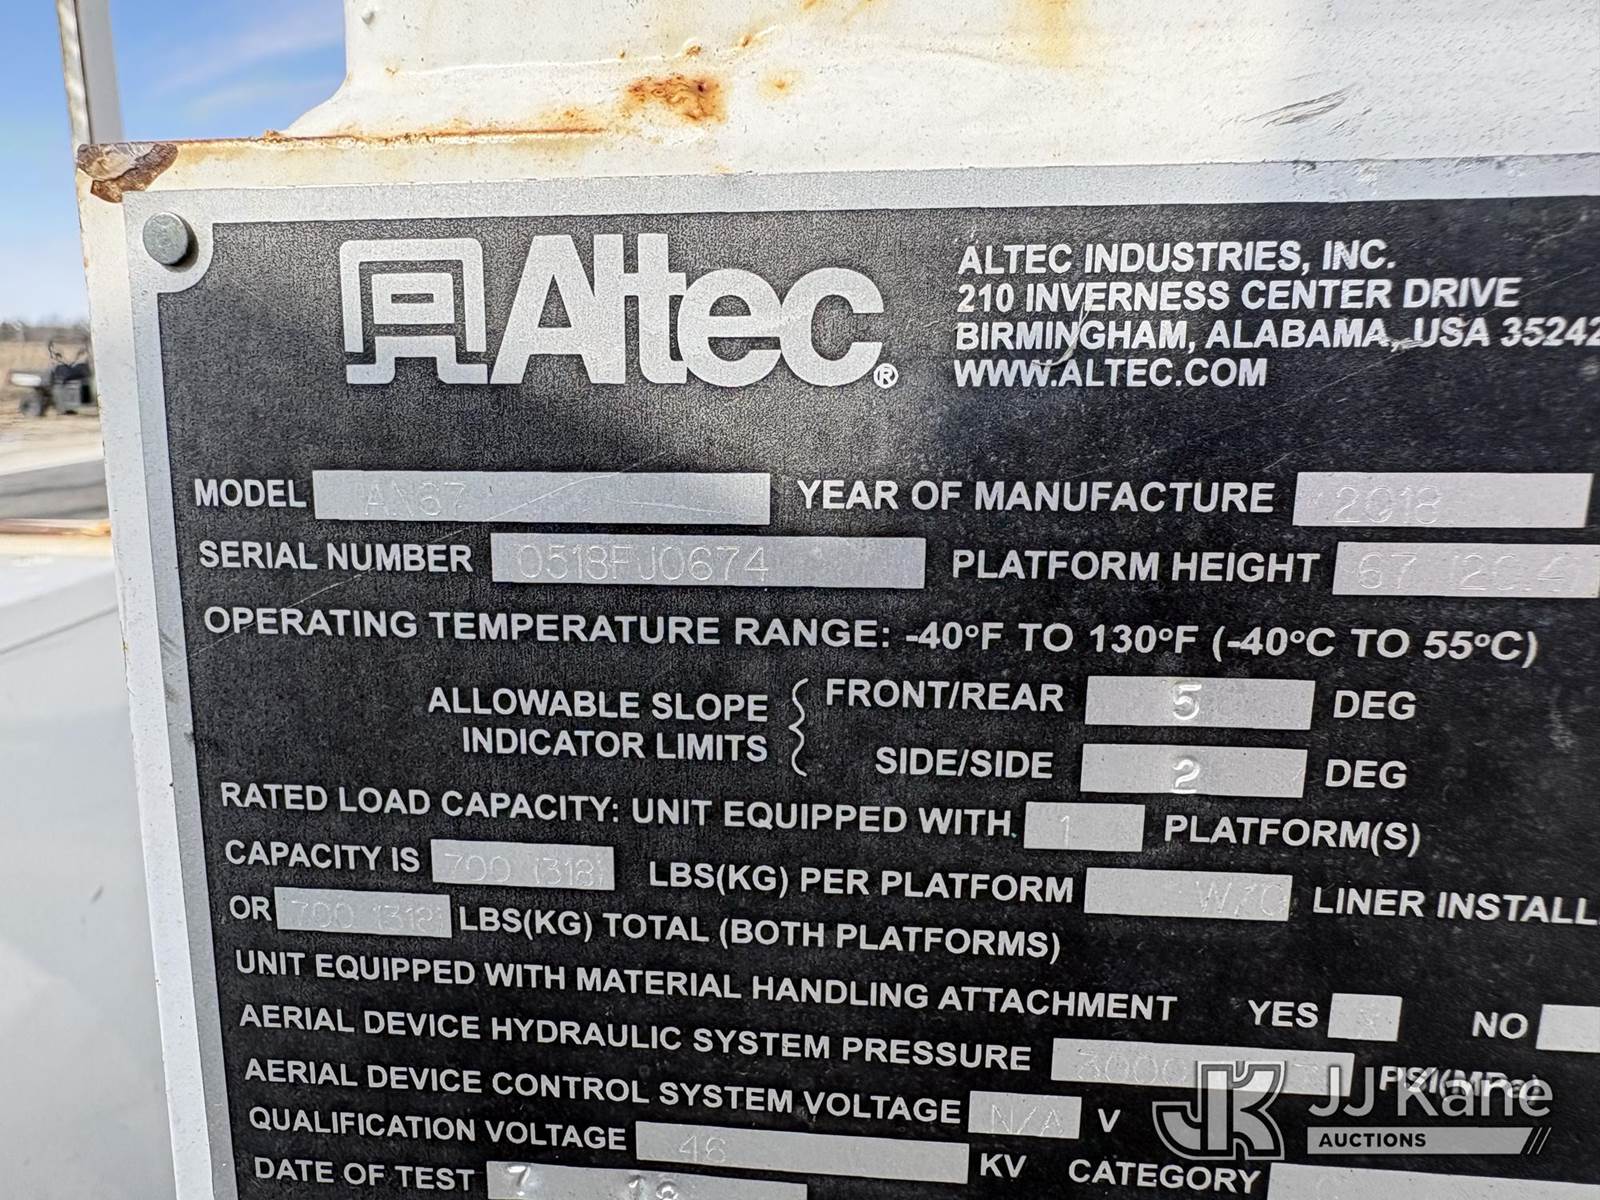 Altec®
ALTEC INDUSTRIES, INC.
210 INVERNESS CENTER DRIVE
BIRMINGHAM, ALABAMA, USA 35242
WWW.ALTEC.COM
MODEL AN67 YEAR OF MANUFACTURE 2018
SERIAL NUMBER 0518FJ0674 PLATFORM HEIGHT 67
OPERATING TEMPERATURE RANGE: -40°F TO 130°F (-40°C TO 55°C)
ALLOWABLE SLOPE INDICATOR LIMITS { FRONT/REAR 5 DEG
SIDE/SIDE 2 DEG
RATED LOAD CAPACITY: UNIT EQUIPPED WITH 1 PLATFORM(S)
CAPACITY IS 700 (318) LBS(KG) PER PLATFORM W/O LINER INSTALL
OR 700 (318) LBS(KG) TOTAL (BOTH PLATFORMS)
UNIT EQUIPPED WITH MATERIAL HANDLING ATTACHMENT YES NO
AERIAL DEVICE HYDRAULIC SYSTEM PRESSURE 3000 PSI(MPa)
AERIAL DEVICE CONTROL SYSTEM VOLTAGE N/A V
QUALIFICATION VOLTAGE 46 KV CATEGORY
DATE OF TEST 7
JK JJ Kane
AUCTIONS